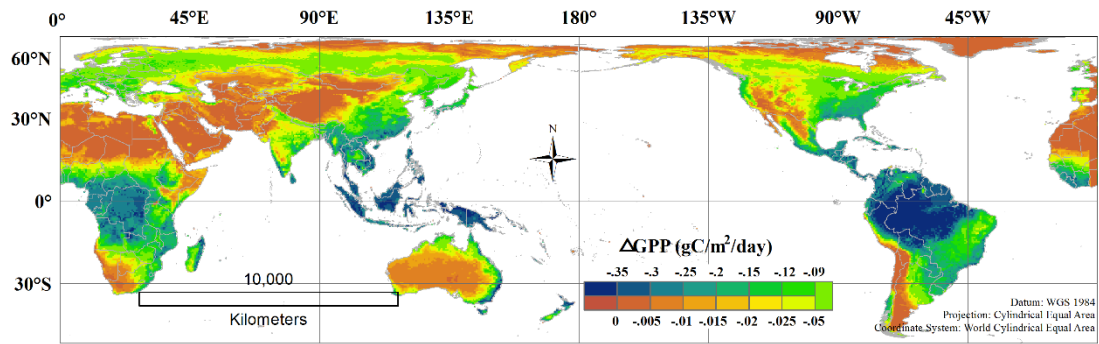 0° 45°E 90°E 135°E 180° 135°W 90°W 45°W
60°N
30°N
N
0°
ΔGPP (gC/m²/day)
-.35 -.3 -.25 -.2 -.15 -.12 -.09
30°S
10,000
0 -.005 -.01 -.015 -.02 -.025 -.05
Kilometers
Datum: WGS 1984
Projection: Cylindrical Equal Area
Coordinate System: World Cylindrical Equal Area